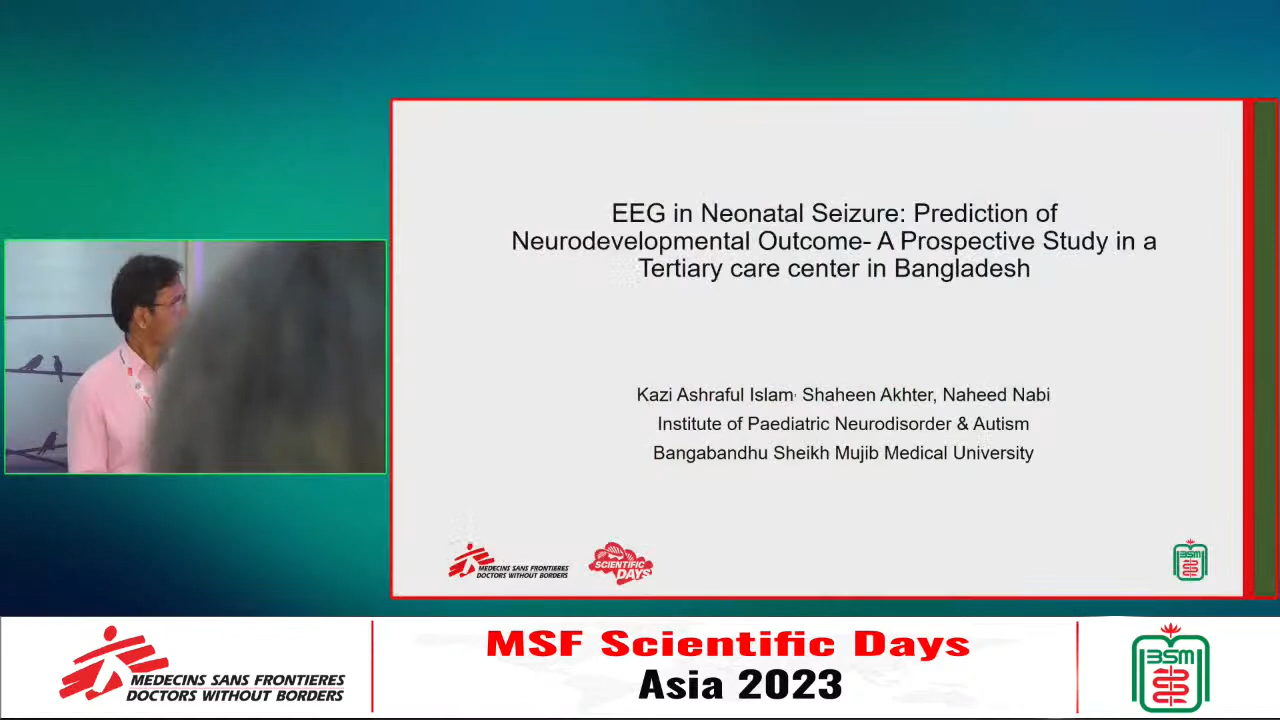 EEG in Neonatal Seizure: Prediction of
Neurodevelopmental Outcome- A Prospective Study in a
Tertiary care center in Bangladesh
Kazi Ashraful Islam, Shaheen Akhter, Naheed Nabi
Institute of Paediatric Neurodisorder & Autism
Bangabandhu Sheikh Mujib Medical University
MEDECINS SANS FRONTIERES
DOCTORS WITHOUT BORDERS
SCIENTIFIC
DAYS
BSM
MEDECINS SANS FRONTIERES
DOCTORS WITHOUT BORDERS
MSF Scientific Days
Asia 2023
BSM